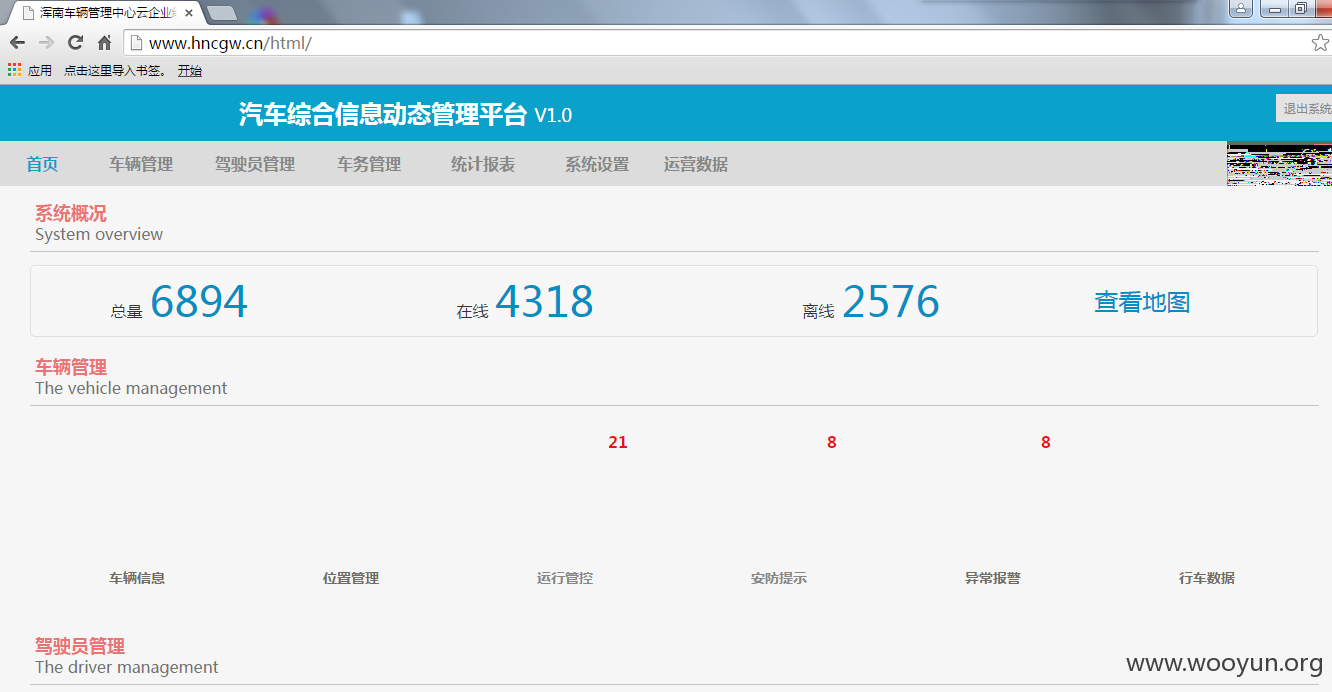 浑南车辆管理中心云企业
www.hncgw.cn/html/
应用 点击这里导入书签。 开始
汽车综合信息动态管理平台 V1.0
退出系统
首页 车辆管理 驾驶员管理 车务管理 统计报表 系统设置 运营数据
系统概况
System overview
总量 6894 在线 4318 离线 2576 查看地图
车辆管理
The vehicle management
21 8 8
车辆信息 位置管理 运行管控 安防提示 异常报警 行车数据
驾驶员管理
The driver management
www.wooyun.org